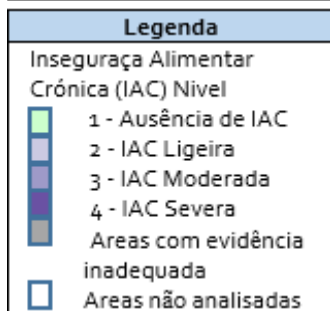 Legenda
Inseguraça Alimentar
Crónica (IAC) Nivel
1 - Ausência de IAC
2 - IAC Ligeira
3 - IAC Moderada
4 - IAC Severa
Areas com evidência
inadequada
Areas não analisadas